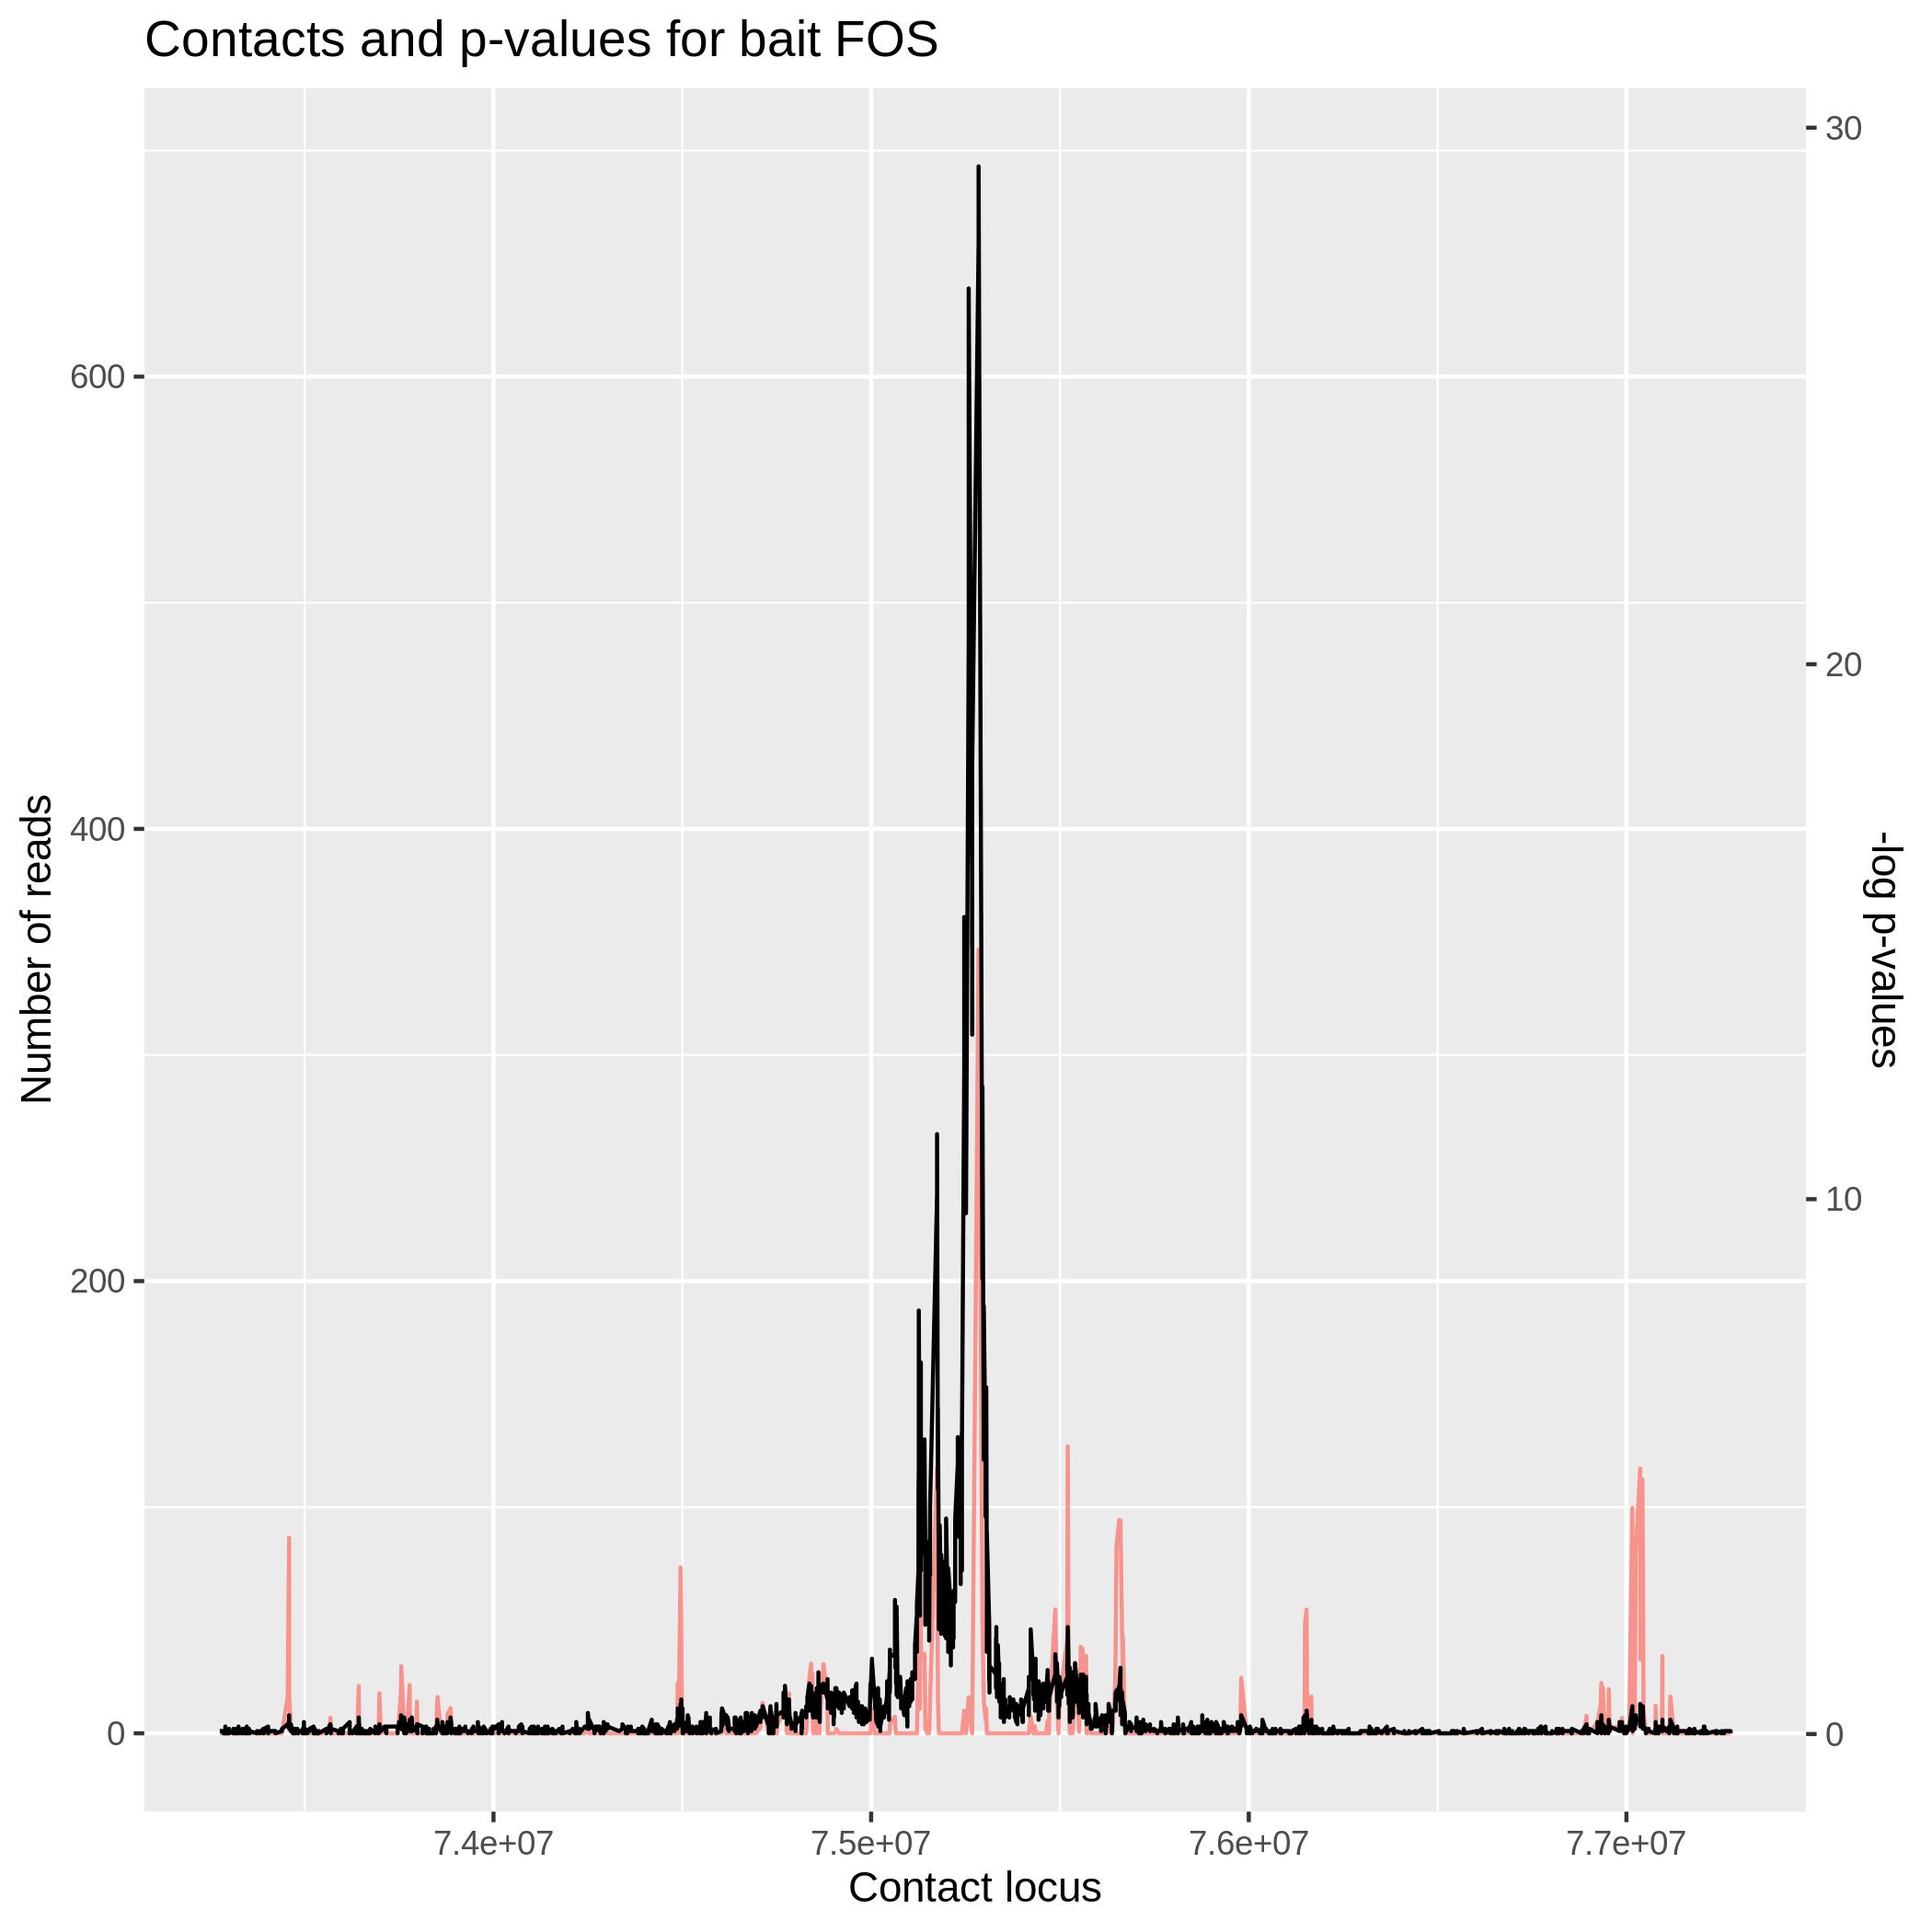 Contacts and p-values for bait FOS
30
20
10
0
600
400
200
0
Number of reads
-log p-values
7.4e+07
7.5e+07
7.6e+07
7.7e+07
Contact locus